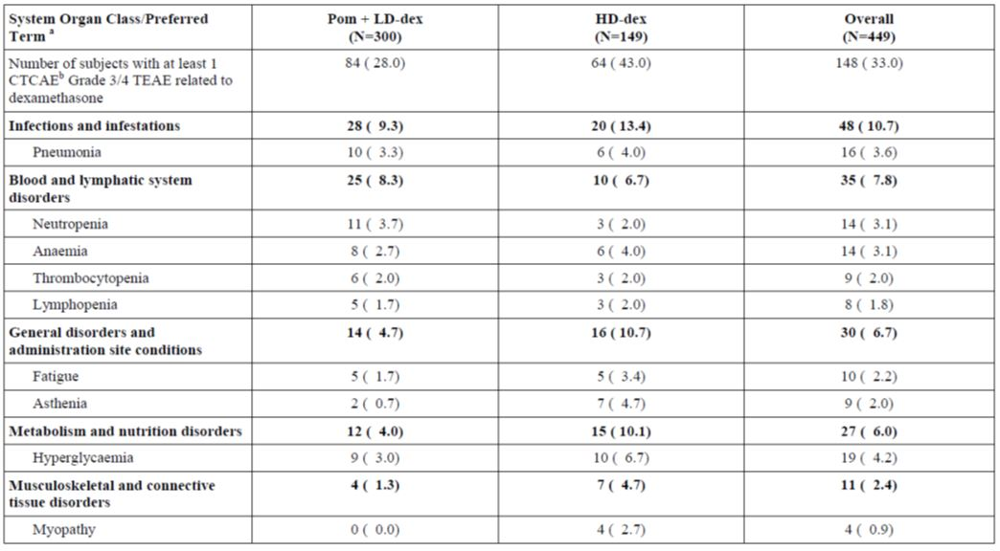 System Organ Class/Preferred Term ᵃ Pom + LD-dex (N=300) HD-dex (N=149) Overall (N=449)
Number of subjects with at least 1 CTCAEᵇ Grade 3/4 TEAE related to dexamethasone 84 ( 28.0) 64 ( 43.0) 148 ( 33.0)
Infections and infestations 28 ( 9.3) 20 ( 13.4) 48 ( 10.7)
Pneumonia 10 ( 3.3) 6 ( 4.0) 16 ( 3.6)
Blood and lymphatic system disorders 25 ( 8.3) 10 ( 6.7) 35 ( 7.8)
Neutropenia 11 ( 3.7) 3 ( 2.0) 14 ( 3.1)
Anaemia 8 ( 2.7) 6 ( 4.0) 14 ( 3.1)
Thrombocytopenia 6 ( 2.0) 3 ( 2.0) 9 ( 2.0)
Lymphopenia 5 ( 1.7) 3 ( 2.0) 8 ( 1.8)
General disorders and administration site conditions 14 ( 4.7) 16 ( 10.7) 30 ( 6.7)
Fatigue 5 ( 1.7) 5 ( 3.4) 10 ( 2.2)
Asthenia 2 ( 0.7) 7 ( 4.7) 9 ( 2.0)
Metabolism and nutrition disorders 12 ( 4.0) 15 ( 10.1) 27 ( 6.0)
Hyperglycaemia 9 ( 3.0) 10 ( 6.7) 19 ( 4.2)
Musculoskeletal and connective tissue disorders 4 ( 1.3) 7 ( 4.7) 11 ( 2.4)
Myopathy 0 ( 0.0) 4 ( 2.7) 4 ( 0.9)